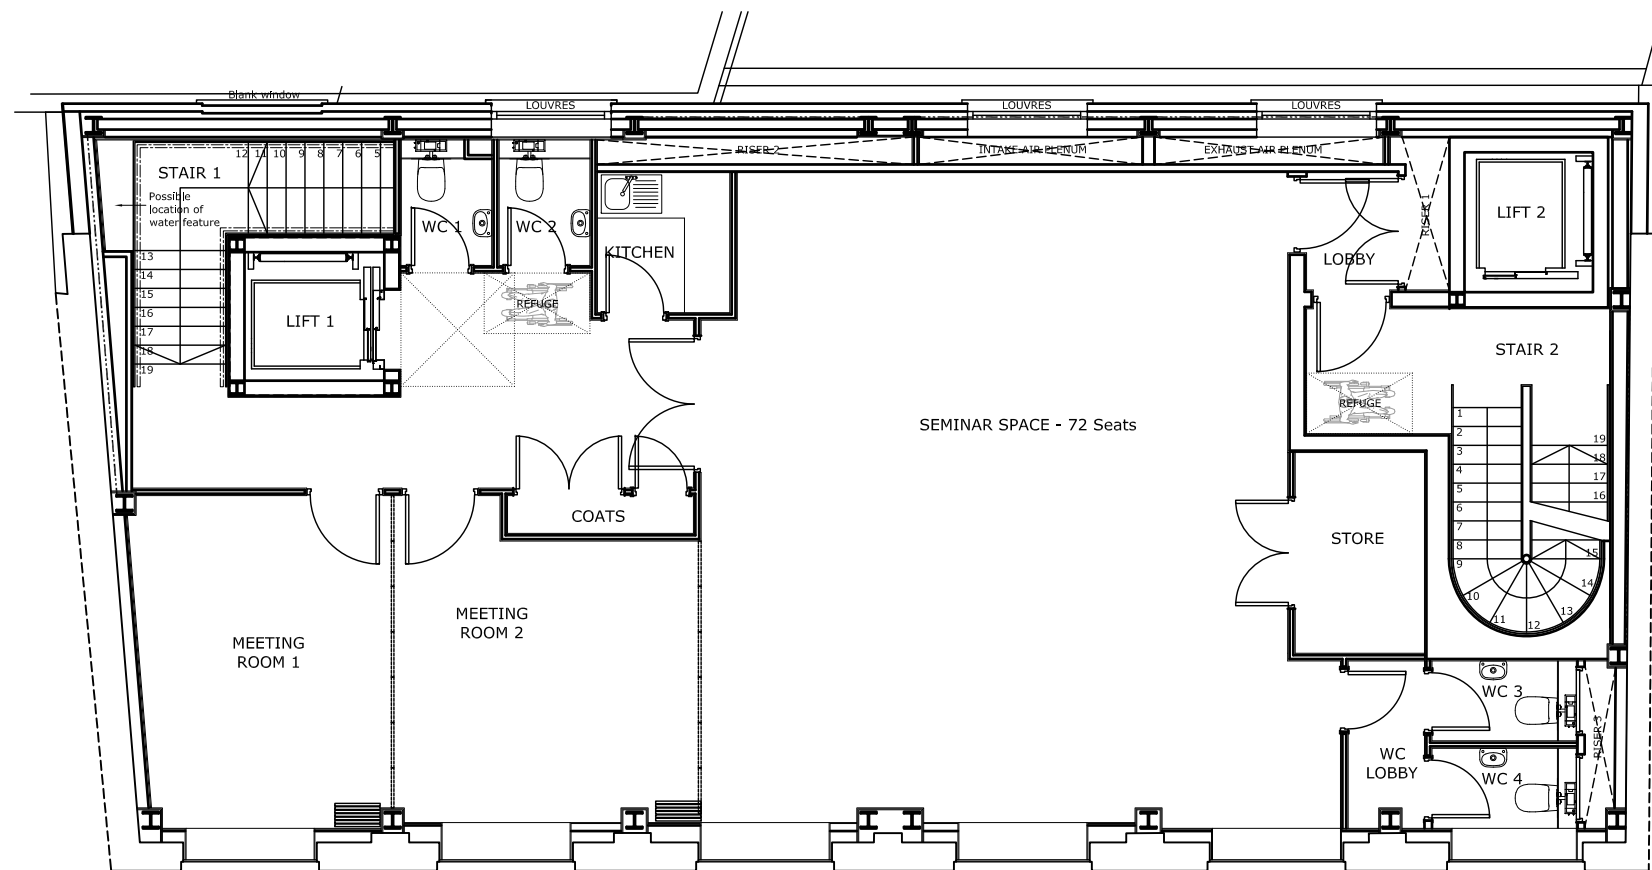 Blank window
LOUVRES
LOUVRES
LOUVRES
12 11 10 9 8 7 6 5
STAIR 1
Possible
location of
water feature
13
14
15
16
17
18
19
LIFT 1
WC 1
WC 2
RISER 2
INTAKE AIR PLENUM
EXHAUST AIR PLENUM
KITCHEN
REFUGE
LOBBY
RISER 1
LIFT 2
STAIR 2
REFUGE
SEMINAR SPACE - 72 Seats
1
2
3
4
5
6
7
8
9
10
11
12
13
14
15
16
17
18
19
COATS
STORE
MEETING
ROOM 1
MEETING
ROOM 2
WC
LOBBY
WC 3
WC 4
RISER 3